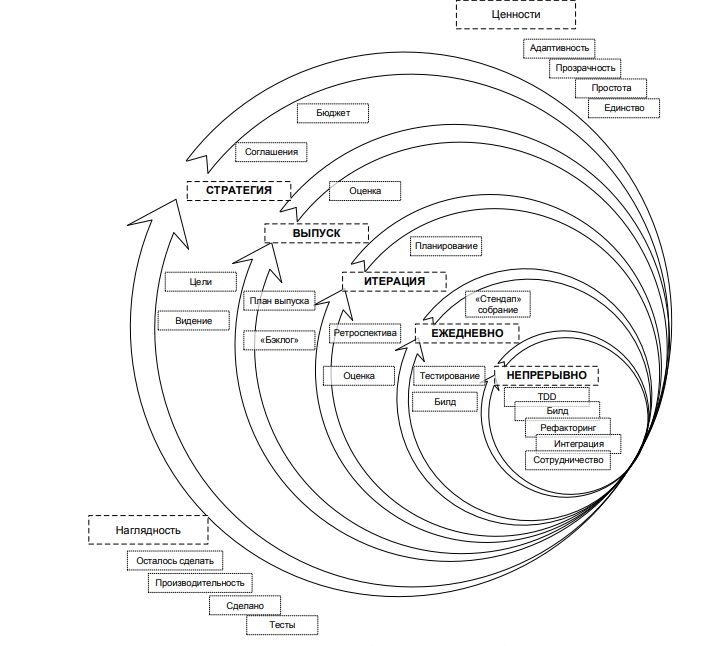 Ценности
Адаптивность
Прозрачность
Простота
Единство
Бюджет
Соглашения
СТРАТЕГИЯ
Оценка
ВЫПУСК
Планирование
Цели
ИТЕРАЦИЯ
План выпуска
«Стендап»
собрание
Видение
«Бэклог»
Ретроспектива
ЕЖЕДНЕВНО
Оценка
Тестирование
НЕПРЕРЫВНО
Билд
TDD
Билд
Рефакторинг
Интеграция
Сотрудничество
Наглядность
Осталось сделать
Производительность
Сделано
Тесты